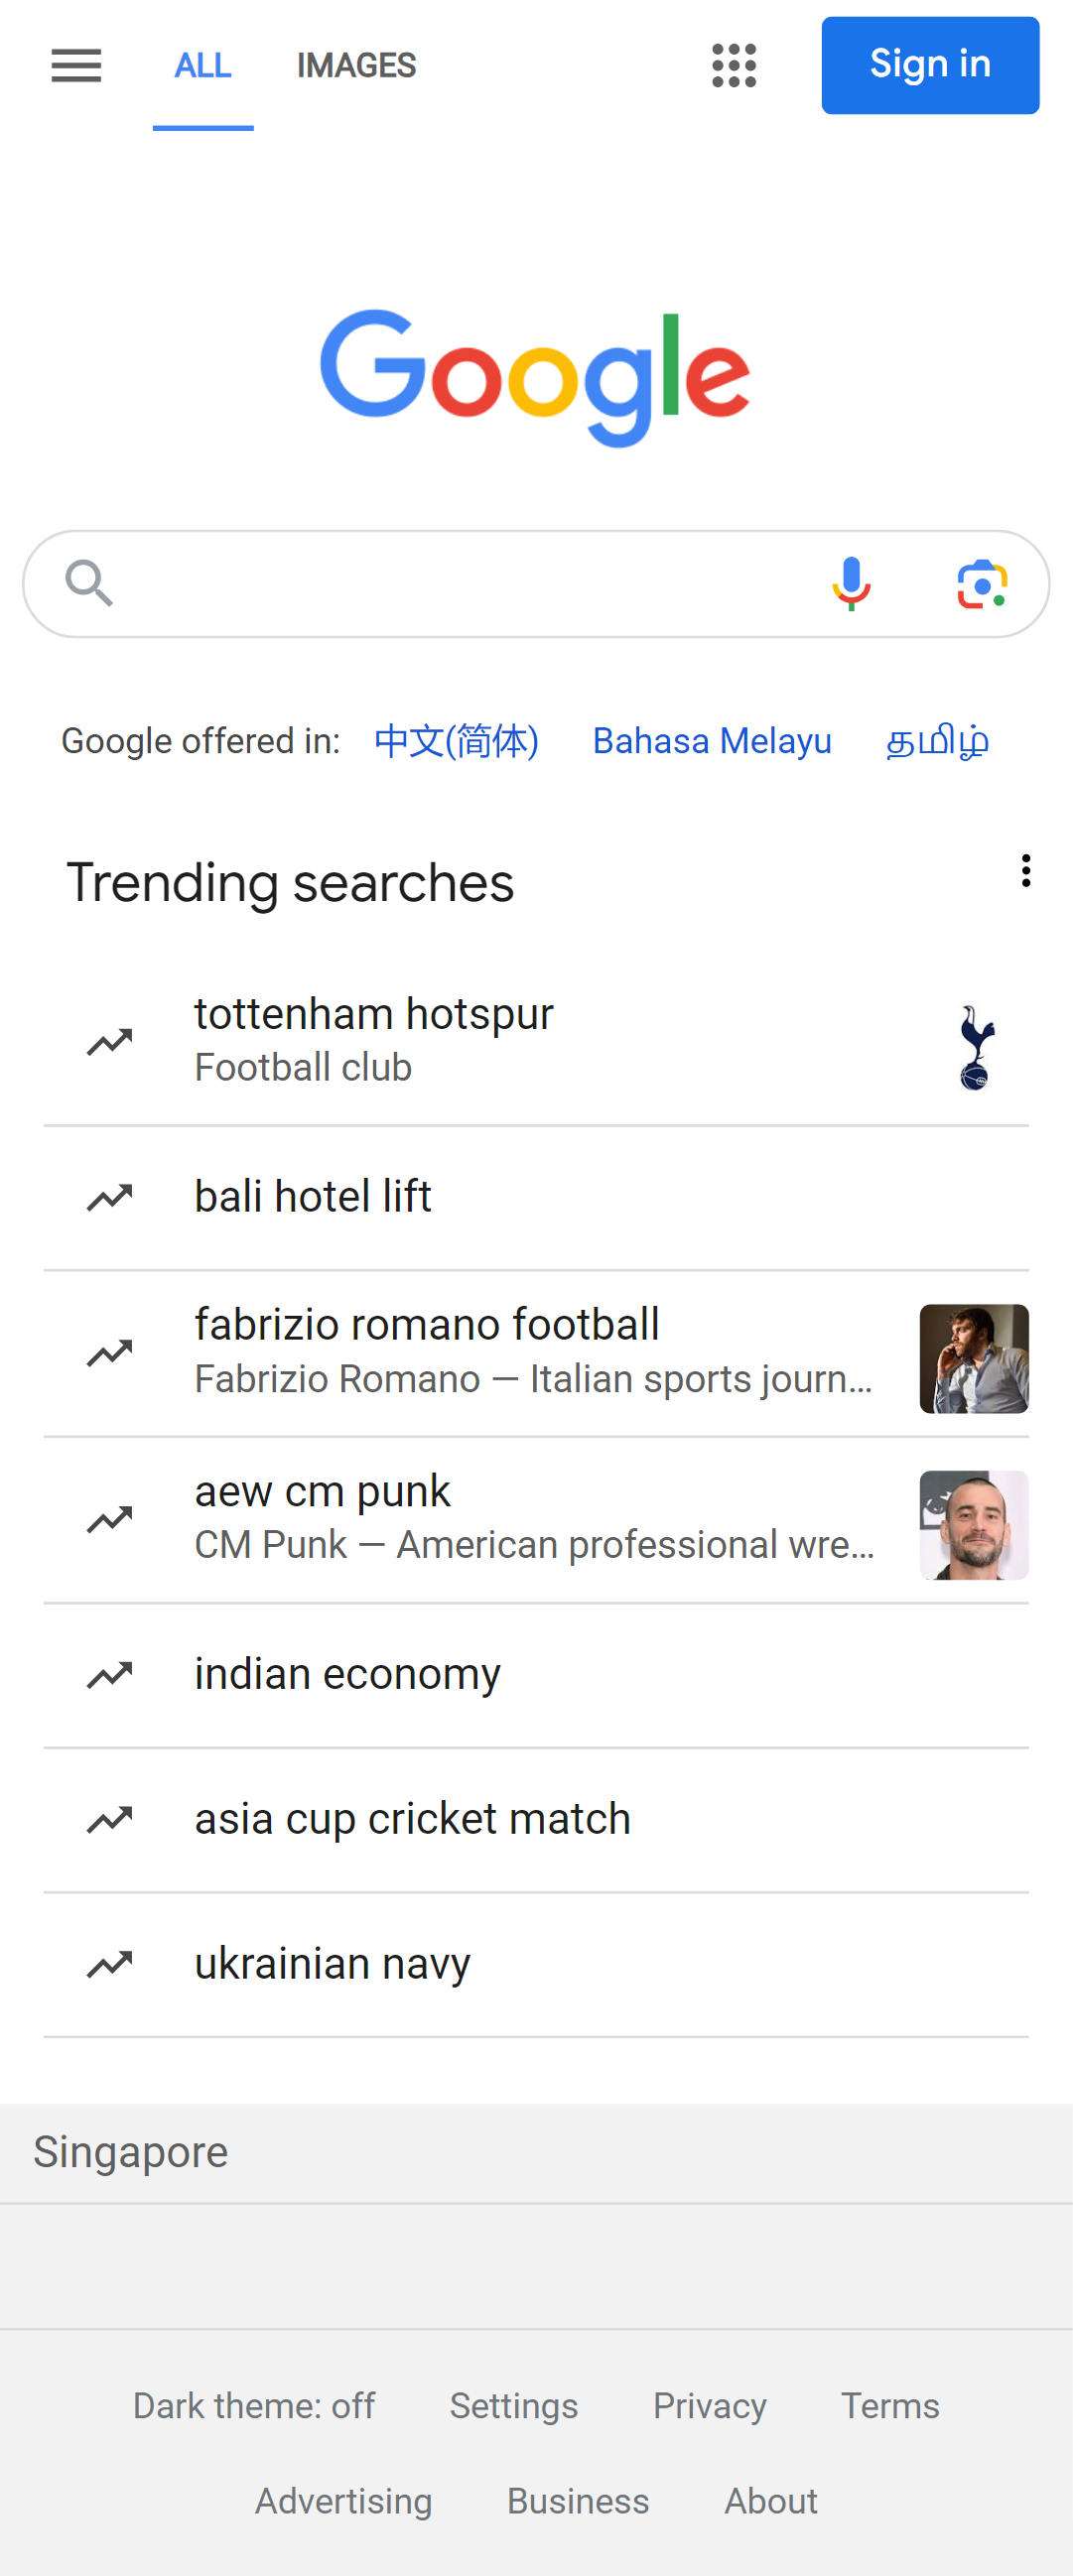 ALL IMAGES Sign in
Google
Google offered in: 中文(简体) Bahasa Melayu தமிழ்
Trending searches
tottenham hotspur
Football club
bali hotel lift
fabrizio romano football
Fabrizio Romano — Italian sports journ...
aew cm punk
CM Punk — American professional wre...
indian economy
asia cup cricket match
ukrainian navy
Singapore
Dark theme: off Settings Privacy Terms
Advertising Business About